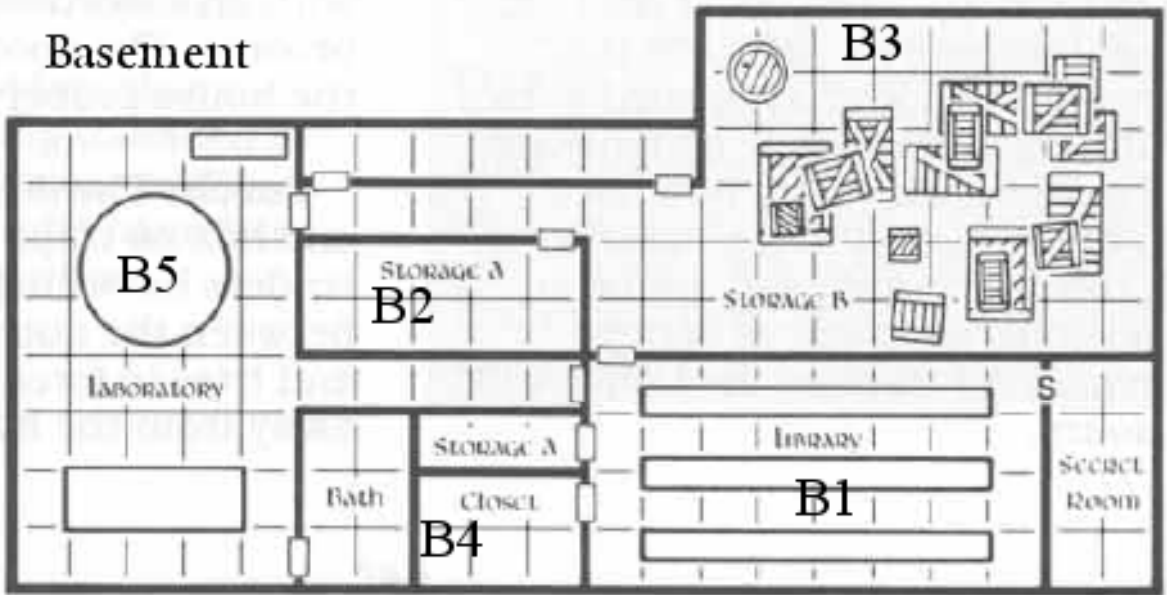 Basement
B3
B5
STORAGE A
B2
STORAGE B
LABORATORY
S
STORAGE A
LIBRARY
SECRET
ROOM
Bath
CLOSET
B1
B4